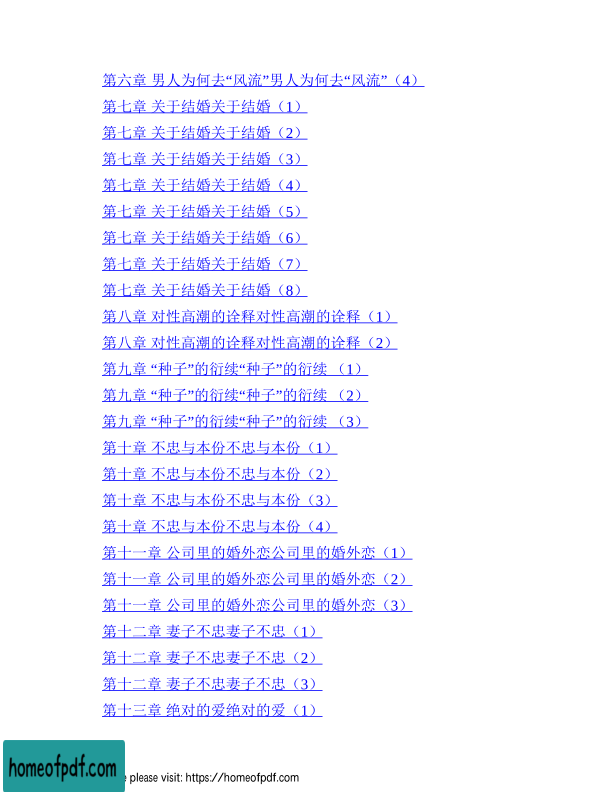 第六章 男人为何去“风流”男人为何去“风流”（4）
第七章 关于结婚关于结婚（1）
第七章 关于结婚关于结婚（2）
第七章 关于结婚关于结婚（3）
第七章 关于结婚关于结婚（4）
第七章 关于结婚关于结婚（5）
第七章 关于结婚关于结婚（6）
第七章 关于结婚关于结婚（7）
第七章 关于结婚关于结婚（8）
第八章 对性高潮的诠释对性高潮的诠释（1）
第八章 对性高潮的诠释对性高潮的诠释（2）
第九章 “种子”的衍续“种子”的衍续 （1）
第九章 “种子”的衍续“种子”的衍续 （2）
第九章 “种子”的衍续“种子”的衍续 （3）
第十章 不忠与本份不忠与本份（1）
第十章 不忠与本份不忠与本份（2）
第十章 不忠与本份不忠与本份（3）
第十章 不忠与本份不忠与本份（4）
第十一章 公司里的婚外恋公司里的婚外恋（1）
第十一章 公司里的婚外恋公司里的婚外恋（2）
第十一章 公司里的婚外恋公司里的婚外恋（3）
第十二章 妻子不忠妻子不忠（1）
第十二章 妻子不忠妻子不忠（2）
第十二章 妻子不忠妻子不忠（3）
第十三章 绝对的爱绝对的爱（1）
homeofpdf.com
please visit: https://homeofpdf.com